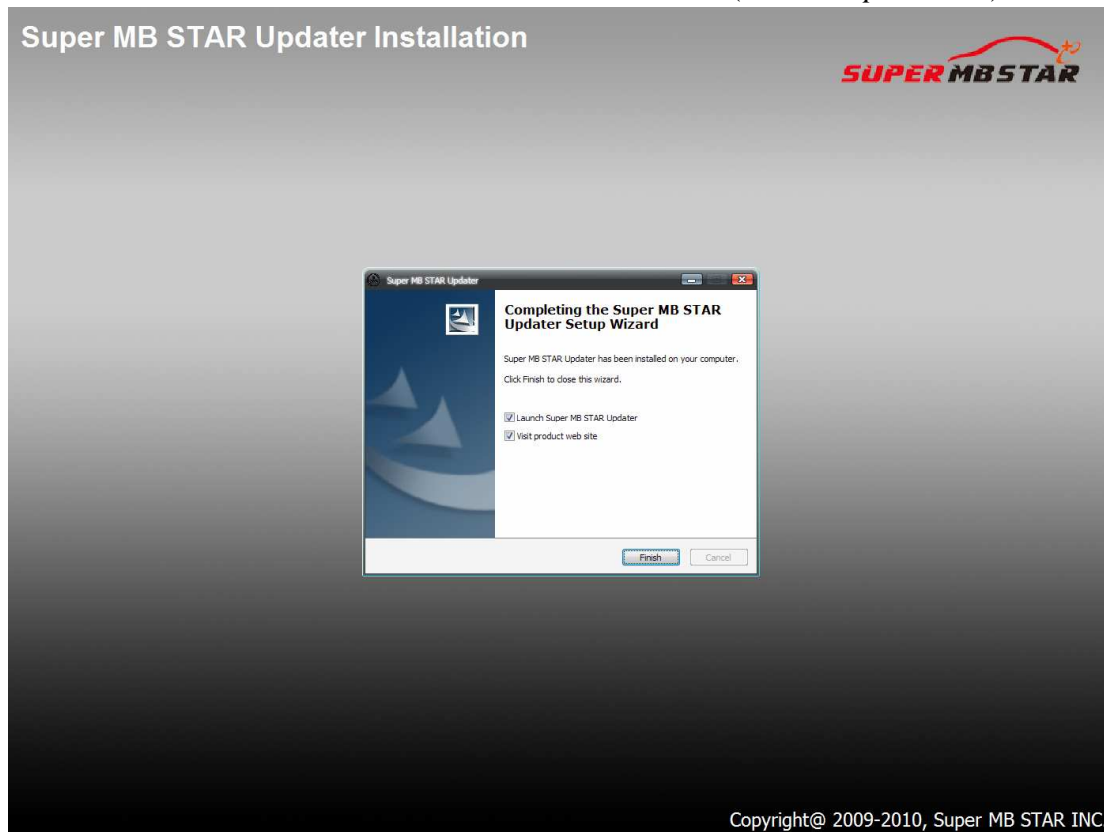 Super MB STAR Updater Installation
SUPER MBSTAR
Super MB STAR Updater
Completing the Super MB STAR
Updater Setup Wizard
Super MB STAR Updater has been installed on your computer.
Click Finish to close this wizard.
Launch Super MB STAR Updater
Visit product web site
Finish Cancel
Copyright@ 2009-2010, Super MB STAR INC